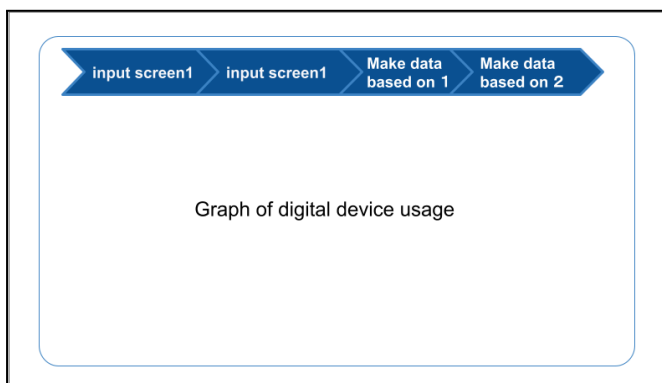 input screen1
input screen1
Make data
based on 1
Make data
based on 2
Graph of digital device usage